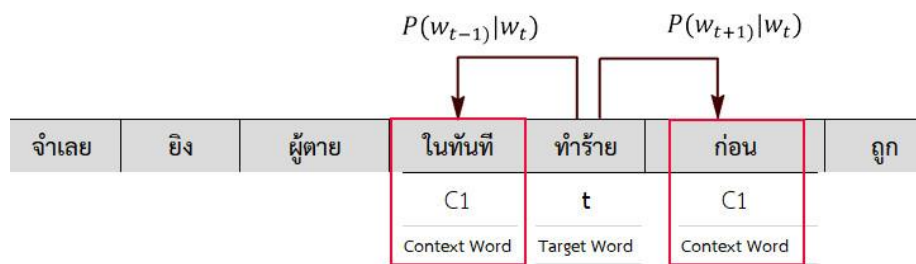 P(w_{t−1)}|w_t) P(w_{t+1)}|w_t)
จำเลย ยิง ผู้ตาย ในทันที ทำร้าย ก่อน ถูก
C1 t C1
Context Word Target Word Context Word